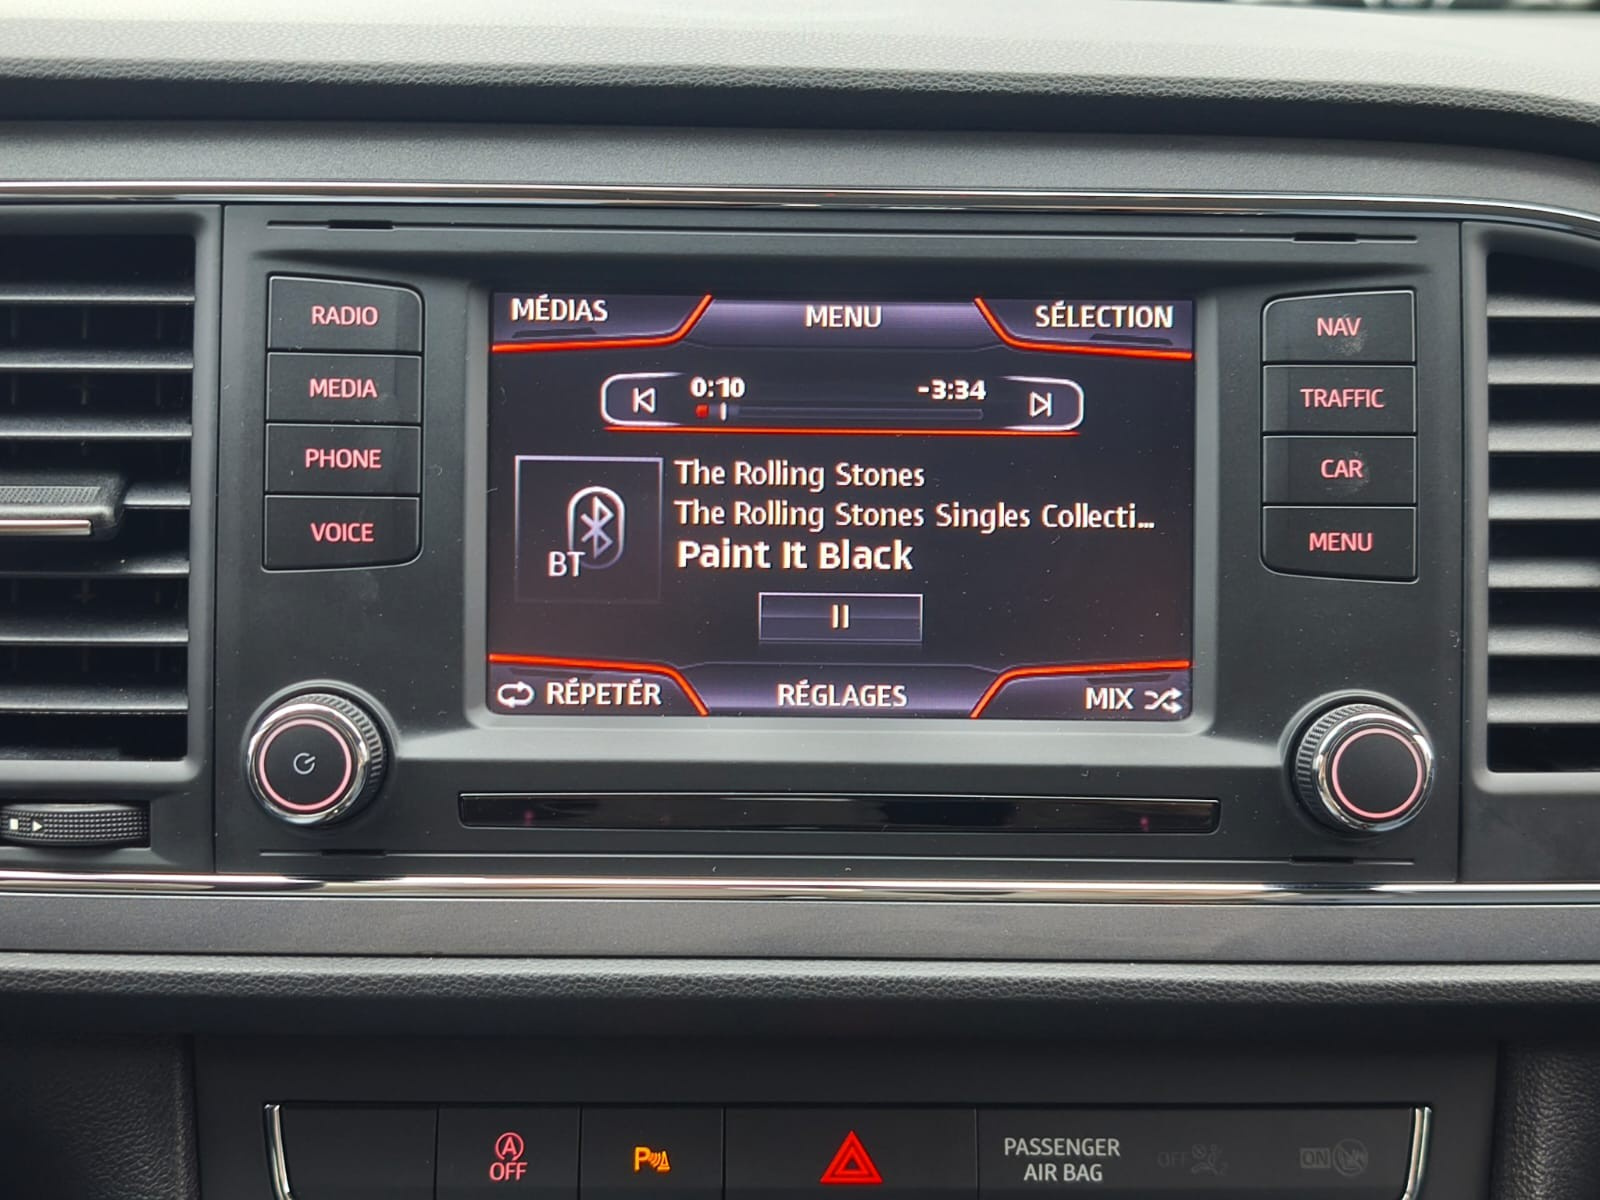 RADIO
MEDIA
PHONE
VOICE
MÉDIAS
MENU
SÉLECTION
0:10
-3:34
The Rolling Stones
The Rolling Stones Singles Collecti...
Paint It Black
BT
RÉPETÉR
RÉGLAGES
MIX
NAV
TRAFFIC
CAR
MENU
A
OFF
P
PASSENGER
AIR BAG
OFF
ON